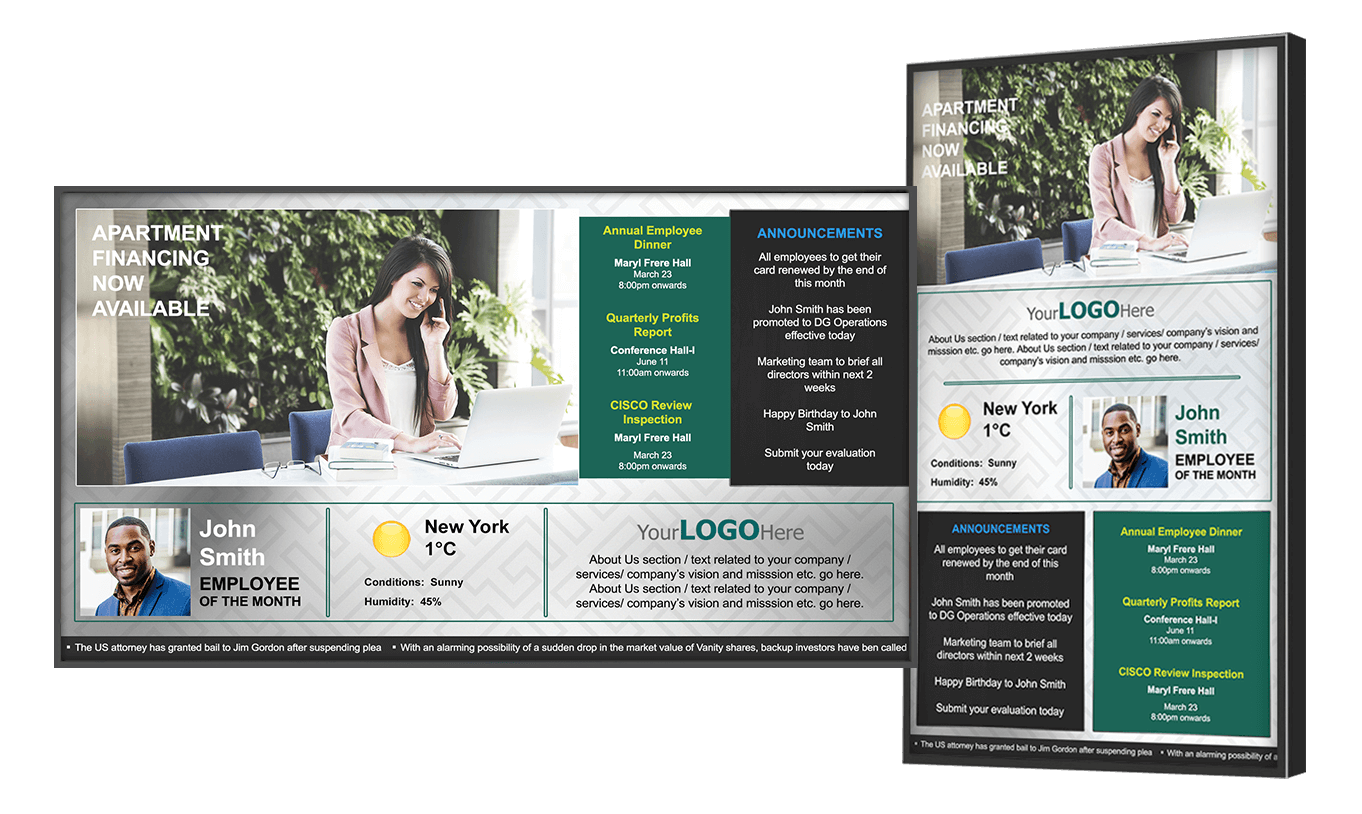 APARTMENT
FINANCING
NOW
AVAILABLE
Annual Employee
Dinner
Maryl Frere Hall
March 23
8:00pm onwards
Quarterly Profits
Report
Conference Hall-I
June 11
11:00am onwards
CISCO Review
Inspection
Maryl Frere Hall
March 23
8:00pm onwards
ANNOUNCEMENTS
All employees to get their
card renewed by the end of
this month
John Smith has been
promoted to DG Operations
effective today
Marketing team to brief all
directors within next 2
weeks
Happy Birthday to John
Smith
Submit your evaluation
today
John
Smith
EMPLOYEE
OF THE MONTH
New York
1°C
Conditions: Sunny
Humidity: 45%
YourLOGOHere
About Us section / text related to your company /
services/ company's vision and misssion etc. go here.
About Us section / text related to your company /
services/ company's vision and misssion etc. go here.
▪ The US attorney has granted bail to Jim Gordon after suspending plea ▪ With an alarming possibility of a sudden drop in the market value of Vanity shares, backup investors have ben called
APARTMENT
FINANCING
NOW
AVAILABLE
YourLOGOHere
About Us section / text related to your company / services/ company's vision and
misssion etc. go here. About Us section / text related to your company / services/
company's vision and misssion etc. go here.
New York
1°C
Conditions: Sunny
Humidity: 45%
John
Smith
EMPLOYEE
OF THE MONTH
ANNOUNCEMENTS
All employees to get their card
renewed by the end of this
month
John Smith has been promoted
to DG Operations effective today
Marketing team to brief all
directors within next 2 weeks
Happy Birthday to John Smith
Submit your evaluation today
Annual Employee Dinner
Maryl Frere Hall
March 23
8:00pm onwards
Quarterly Profits Report
Conference Hall-I
June 11
11:00am onwards
CISCO Review Inspection
Maryl Frere Hall
March 23
8:00pm onwards
▪ The US attorney has granted bail to Jim Gordon after suspending plea ▪ With an alarming possibility of a